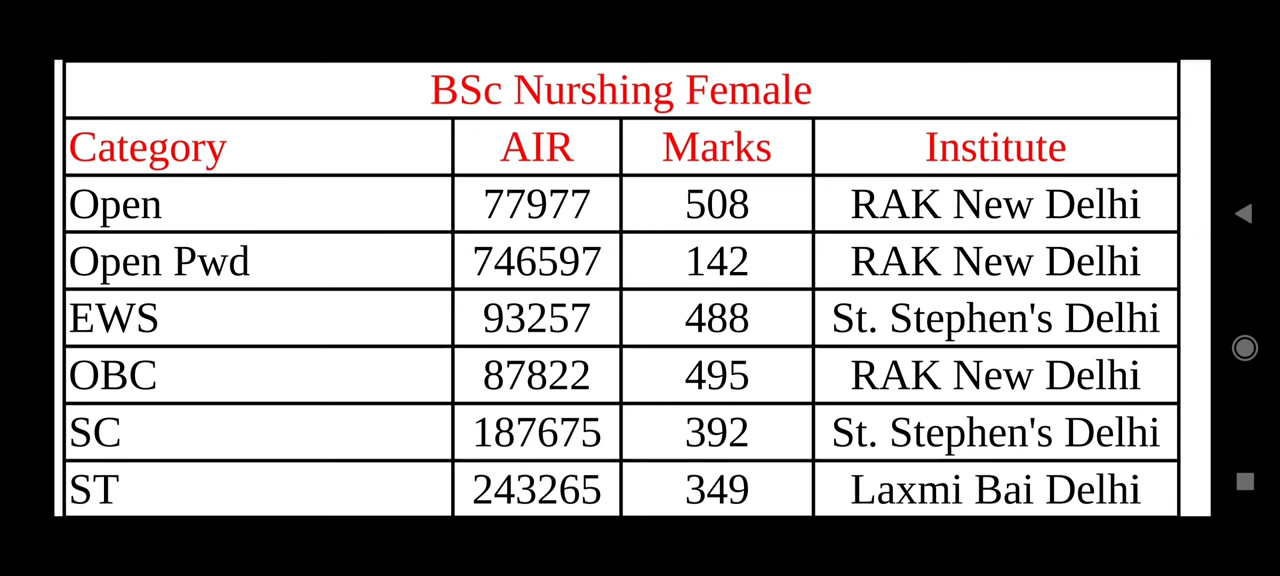 BSc Nurshing Female
Category AIR Marks Institute
Open 77977 508 RAK New Delhi
Open Pwd 746597 142 RAK New Delhi
EWS 93257 488 St. Stephen's Delhi
OBC 87822 495 RAK New Delhi
SC 187675 392 St. Stephen's Delhi
ST 243265 349 Laxmi Bai Delhi